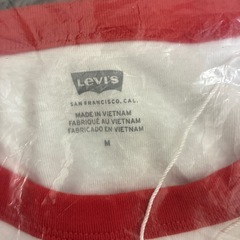 Levi's
SAN FRANCISCO, CAL.
MADE IN VIETNAM
FABRIQUÉ AU VIETNAM
FABRICADO EN VIETNAM
M